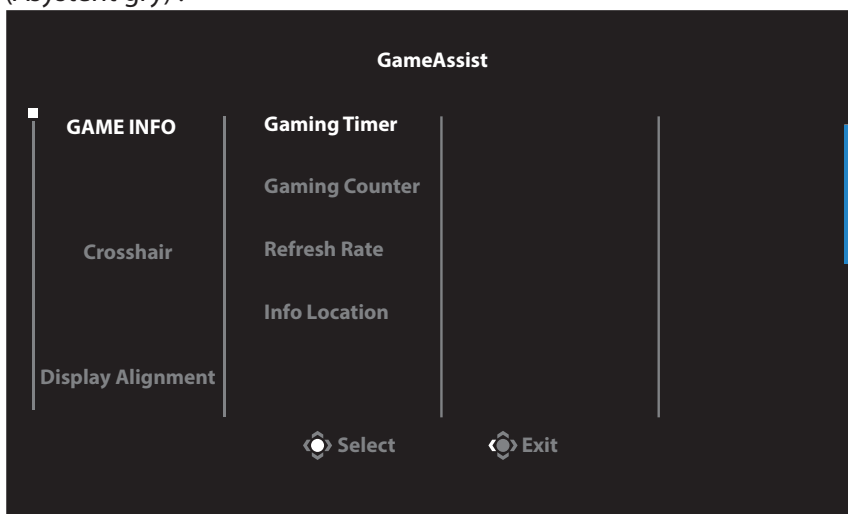 GameAssist
GAME INFO
Gaming Timer
Gaming Counter
Crosshair
Refresh Rate
Info Location
Display Alignment
Select
Exit